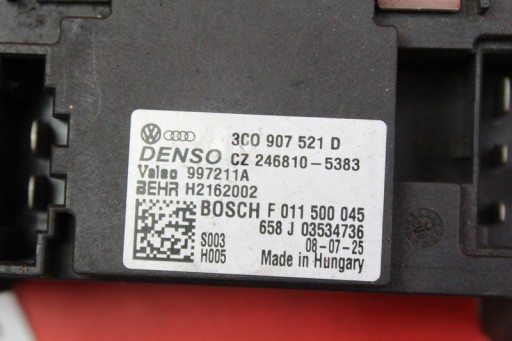 3C0 907 521 D
DENSO CZ 246810-5383
Valeo 997211A
BEHR H2162002
BOSCH F 011 500 045
658 J 03534736
S003 08-07-25
H005 Made in Hungary